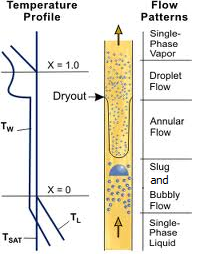 Temperature
Profile
Flow
Patterns
X = 1.0
Dryout
T_W
X = 0
T_L
T_SAT
Single-
Phase
Vapor
Droplet
Flow
Annular
Flow
Slug
and
Bubbly
Flow
Single-
Phase
Liquid